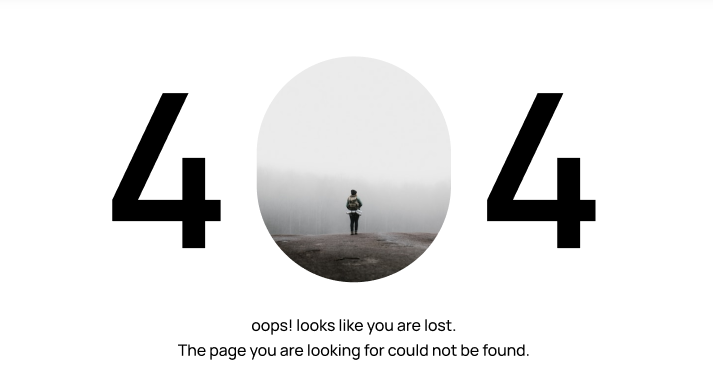 4 4
oops! looks like you are lost.
The page you are looking for could not be found.